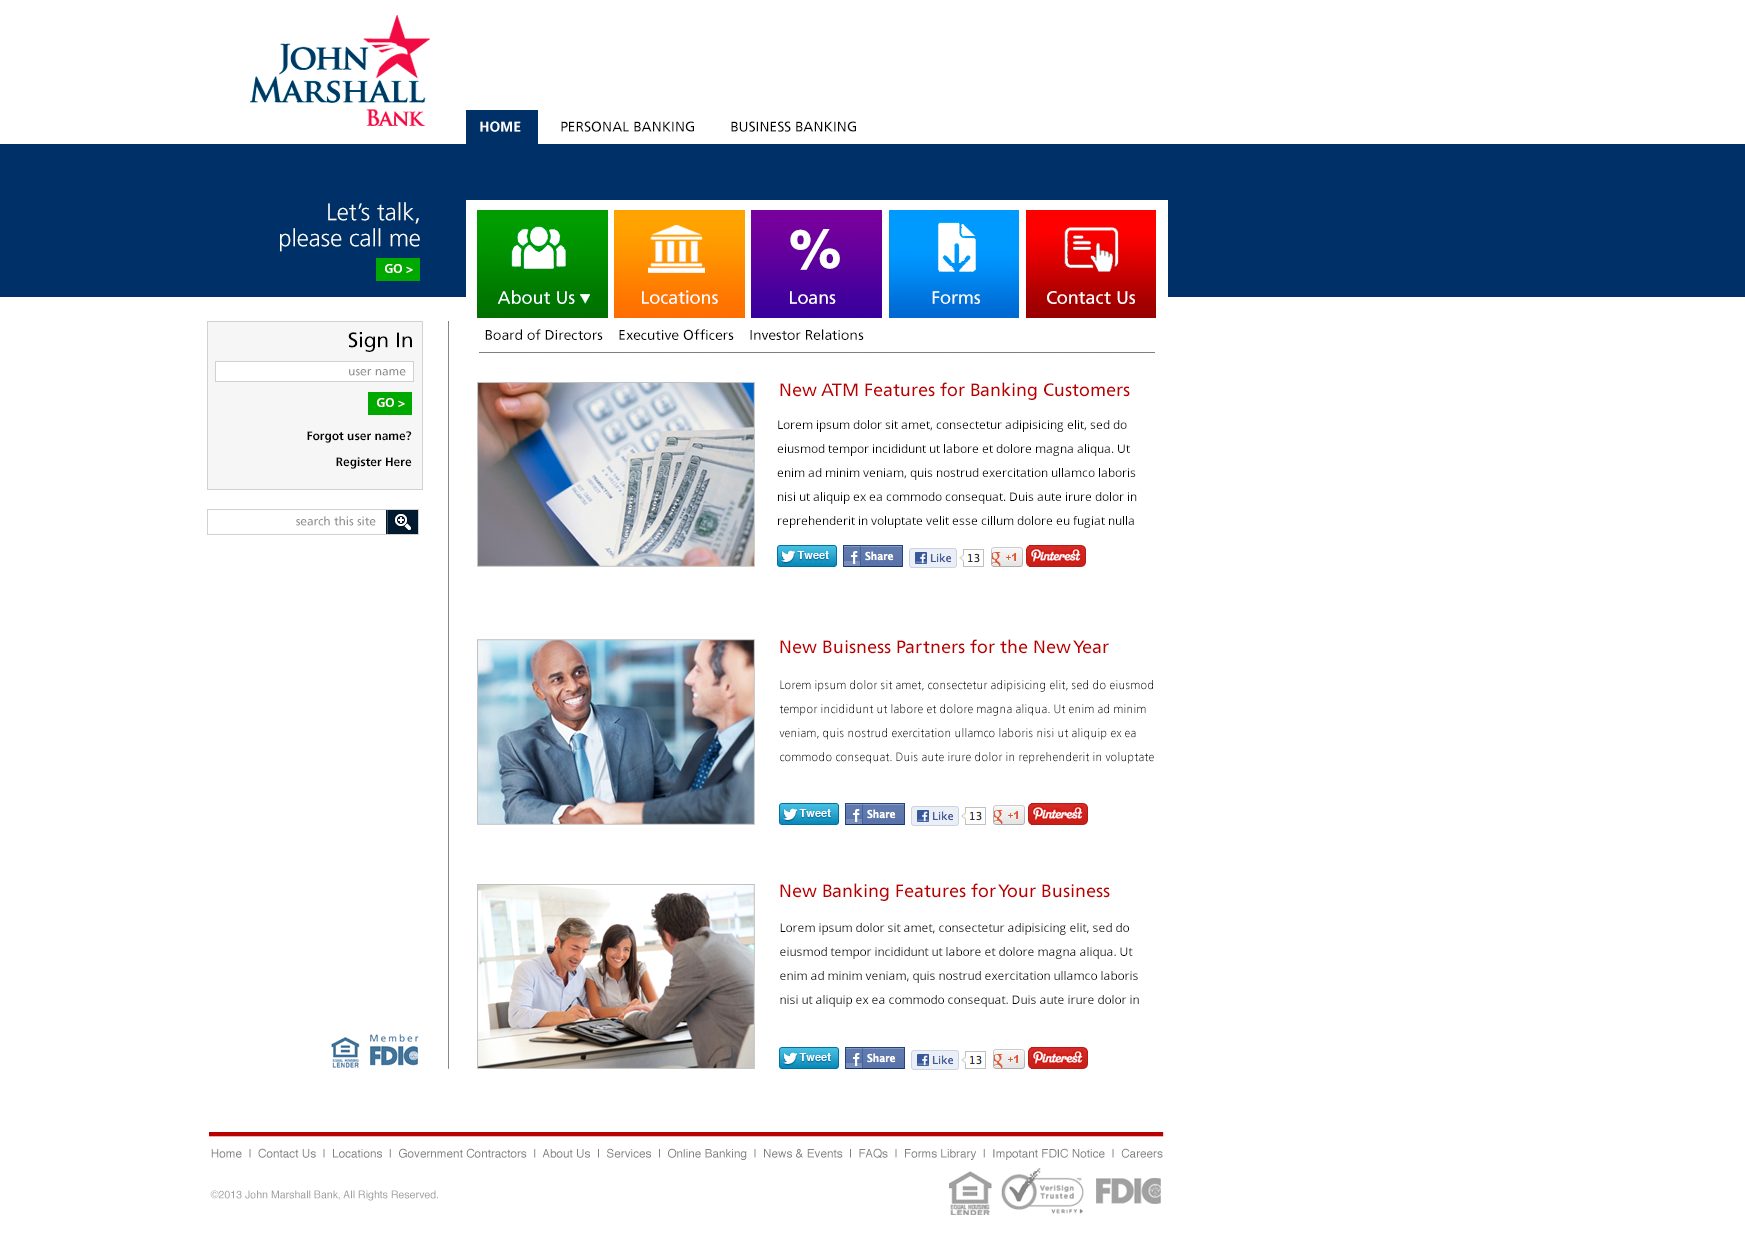 JOHN
MARSHALL
BANK
HOME PERSONAL BANKING BUSINESS BANKING
Let's talk,
please call me
GO >
About Us ▼ Locations % Loans Forms Contact Us
Board of Directors Executive Officers Investor Relations
Sign In
user name
GO >
Forgot user name?
Register Here
search this site
New ATM Features for Banking Customers
Lorem ipsum dolor sit amet, consectetur adipisicing elit, sed do
eiusmod tempor incididunt ut labore et dolore magna aliqua. Ut
enim ad minim veniam, quis nostrud exercitation ullamco laboris
nisi ut aliquip ex ea commodo consequat. Duis aute irure dolor in
reprehenderit in voluptate velit esse cillum dolore eu fugiat nulla
Tweet f Share f Like 13 g +1 Pinterest
New Buisness Partners for the New Year
Lorem ipsum dolor sit amet, consectetur adipisicing elit, sed do eiusmod
tempor incididunt ut labore et dolore magna aliqua. Ut enim ad minim
veniam, quis nostrud exercitation ullamco laboris nisi ut aliquip ex ea
commodo consequat. Duis aute irure dolor in reprehenderit in voluptate
Tweet f Share f Like 13 g +1 Pinterest
New Banking Features for Your Business
Lorem ipsum dolor sit amet, consectetur adipisicing elit, sed do
eiusmod tempor incididunt ut labore et dolore magna aliqua. Ut
enim ad minim veniam, quis nostrud exercitation ullamco laboris
nisi ut aliquip ex ea commodo consequat. Duis aute irure dolor in
Tweet f Share f Like 13 g +1 Pinterest
EQUAL HOUSING
LENDER
Member
FDIC
Home | Contact Us | Locations | Government Contractors | About Us | Services | Online Banking | News & Events | FAQs | Forms Library | Impotant FDIC Notice | Careers
©2013 John Marshall Bank, All Rights Reserved.
EQUAL HOUSING
LENDER
VeriSign
Trusted
VERIFY
FDIC